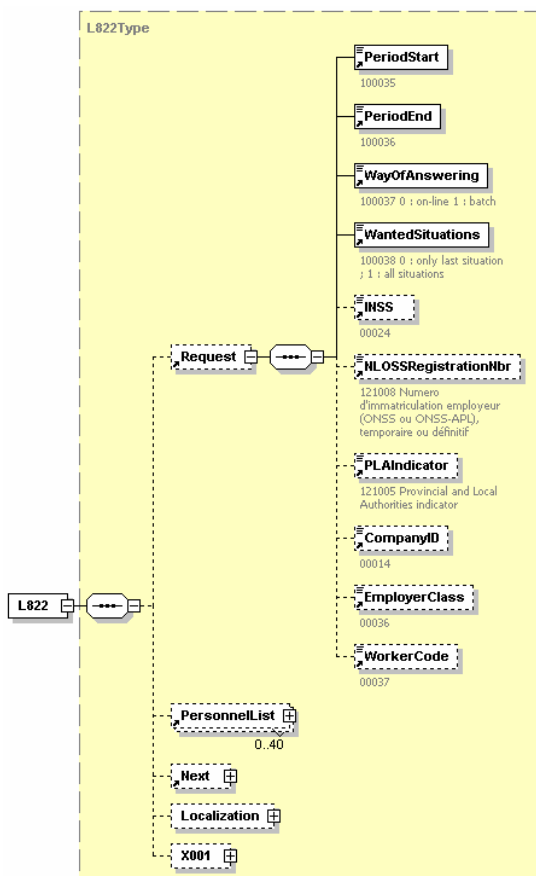 L822Type
PeriodStart
100035
PeriodEnd
100036
WayOfAnswering
100037 0 : on-line 1 : batch
WantedSituations
100038 0 : only last situation
; 1 : all situations
INSS
00024
Request
NLOSSRegistrationNbr
121008 Numero
d'immatriculation employeur
(ONSS ou ONSS-APL),
temporaire ou définitif
PLAIndicator
121005 Provincial and Local
Authorities indicator
CompanyID
00014
EmployerClass
00036
L822
WorkerCode
00037
PersonnelList
0..40
Next
Localization
X001